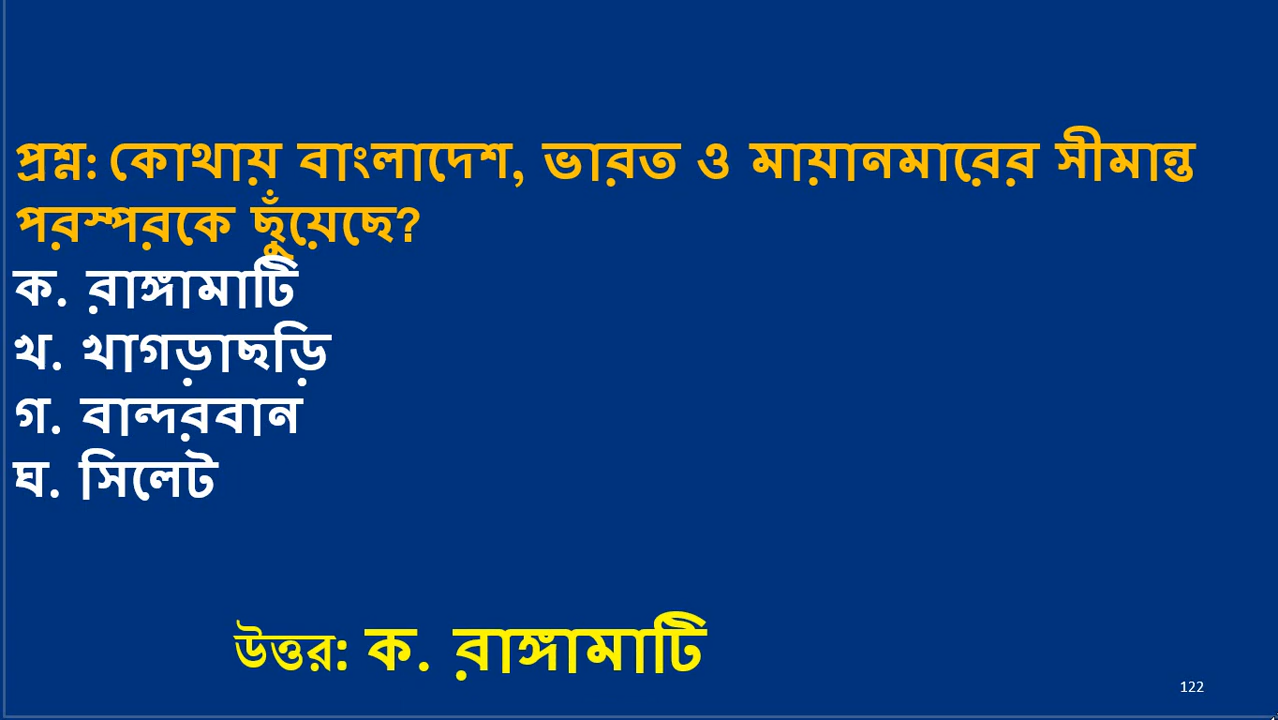 প্রশ্ন: কোথায় বাংলাদেশ, ভারত ও মায়ানমারের সীমান্ত
পরস্পরকে ছুঁয়েছে?
ক. রাঙ্গামাটি
খ. খাগড়াছড়ি
গ. বান্দরবান
ঘ. সিলেট
উত্তর: ক. রাঙ্গামাটি
122